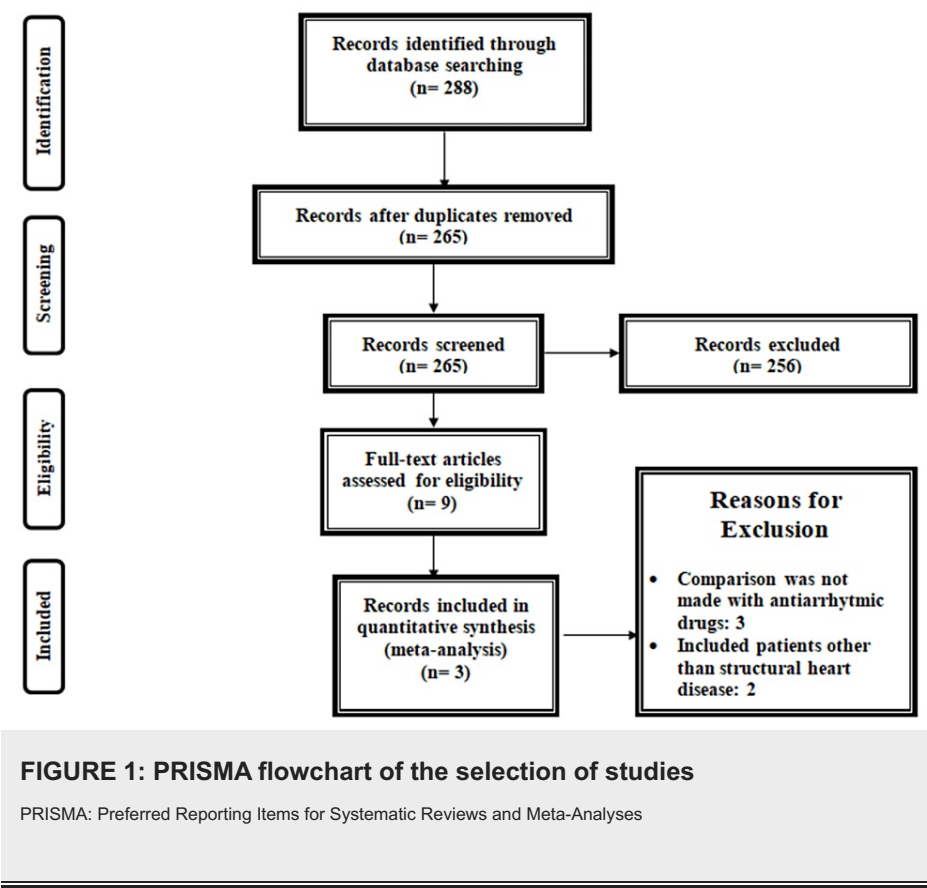 Identification
Records identified through
database searching
(n= 288)
Records after duplicates removed
(n= 265)
Screening
Records screened
(n= 265)
Records excluded
(n= 256)
Eligibility
Full-text articles
assessed for eligibility
(n= 9)
Included
Records included in
quantitative synthesis
(meta-analysis)
(n= 3)
Reasons for
Exclusion
• Comparison was not
made with antiarrhytmic
drugs: 3
• Included patients other
than structural heart
disease: 2
FIGURE 1: PRISMA flowchart of the selection of studies
PRISMA: Preferred Reporting Items for Systematic Reviews and Meta-Analyses